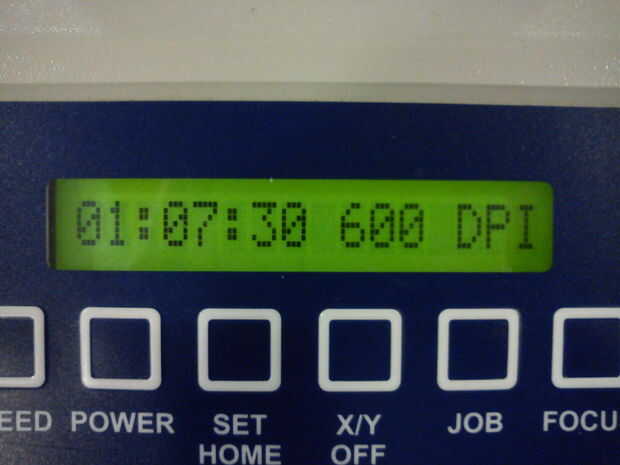 01:07:30 600 DPI
EED POWER SET HOME X/Y OFF JOB FOCU